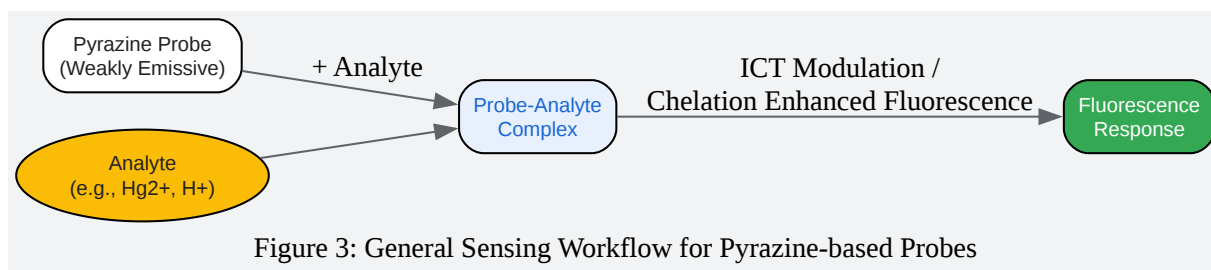 Pyrazine Probe
(Weakly Emissive)
+ Analyte
Analyte
(e.g., Hg2+, H+)
Probe-Analyte
Complex
ICT Modulation /
Chelation Enhanced Fluorescence
Fluorescence
Response
Figure 3: General Sensing Workflow for Pyrazine-based Probes